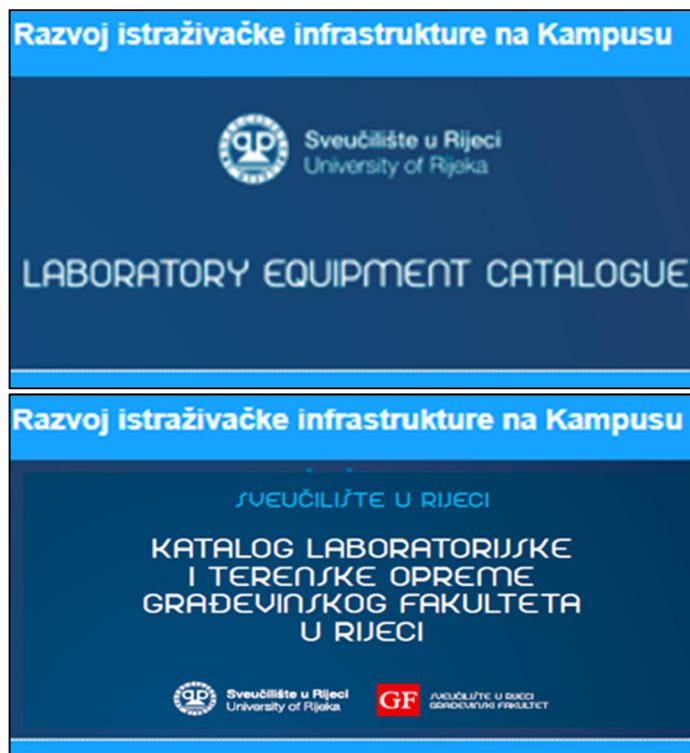 Razvoj istraživačke infrastrukture na Kampusu
Sveučilište u Rijeci
University of Rijeka
LABORATORY EQUIPMENT CATALOGUE
Razvoj istraživačke infrastrukture na Kampusu
SVEUČILIŠTE U RIJECI
KATALOG LABORATORIJSKE
I TERENSKE OPREME
GRAĐEVINSKOG FAKULTETA
U RIJECI
Sveučilište u Rijeci
University of Rijeka
GF
SVEUČILIŠTE U RIJECI
GRAĐEVINSKI FAKULTET